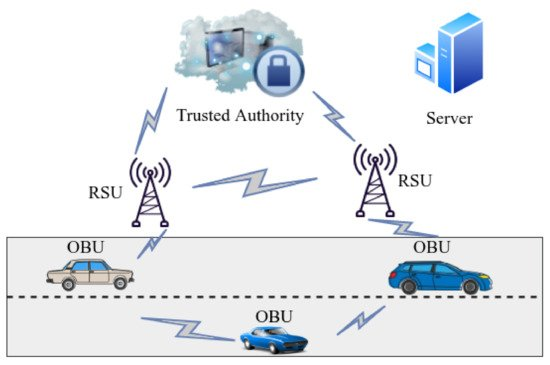 Trusted Authority
Server
RSU
RSU
OBU
OBU
OBU